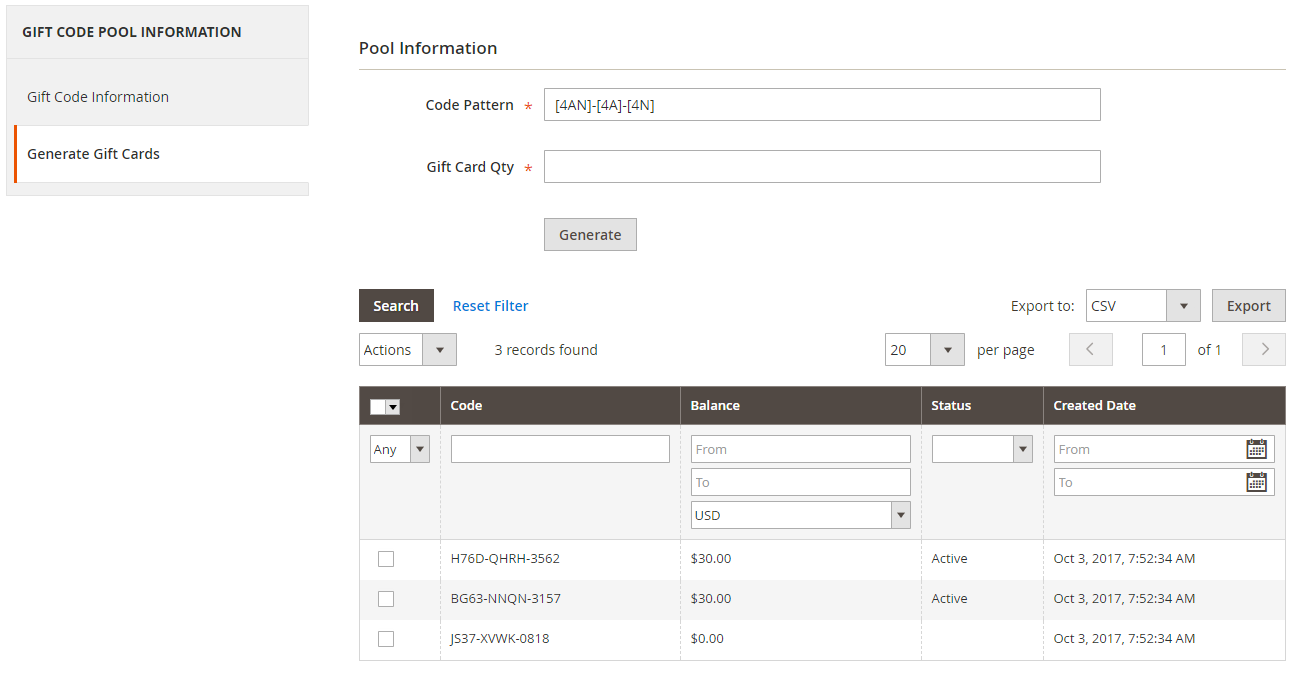 GIFT CODE POOL INFORMATION
Gift Code Information
Generate Gift Cards
Pool Information
Code Pattern * [4AN]-[4A]-[4N]
Gift Card Qty *
Generate
Search Reset Filter Export to: CSV Export
Actions 3 records found 20 per page 1 of 1
Code Balance Status Created Date
Any From From
To To
USD
H76D-QHRH-3562 $30.00 Active Oct 3, 2017, 7:52:34 AM
BG63-NNQN-3157 $30.00 Active Oct 3, 2017, 7:52:34 AM
JS37-XVWK-0818 $0.00 Oct 3, 2017, 7:52:34 AM